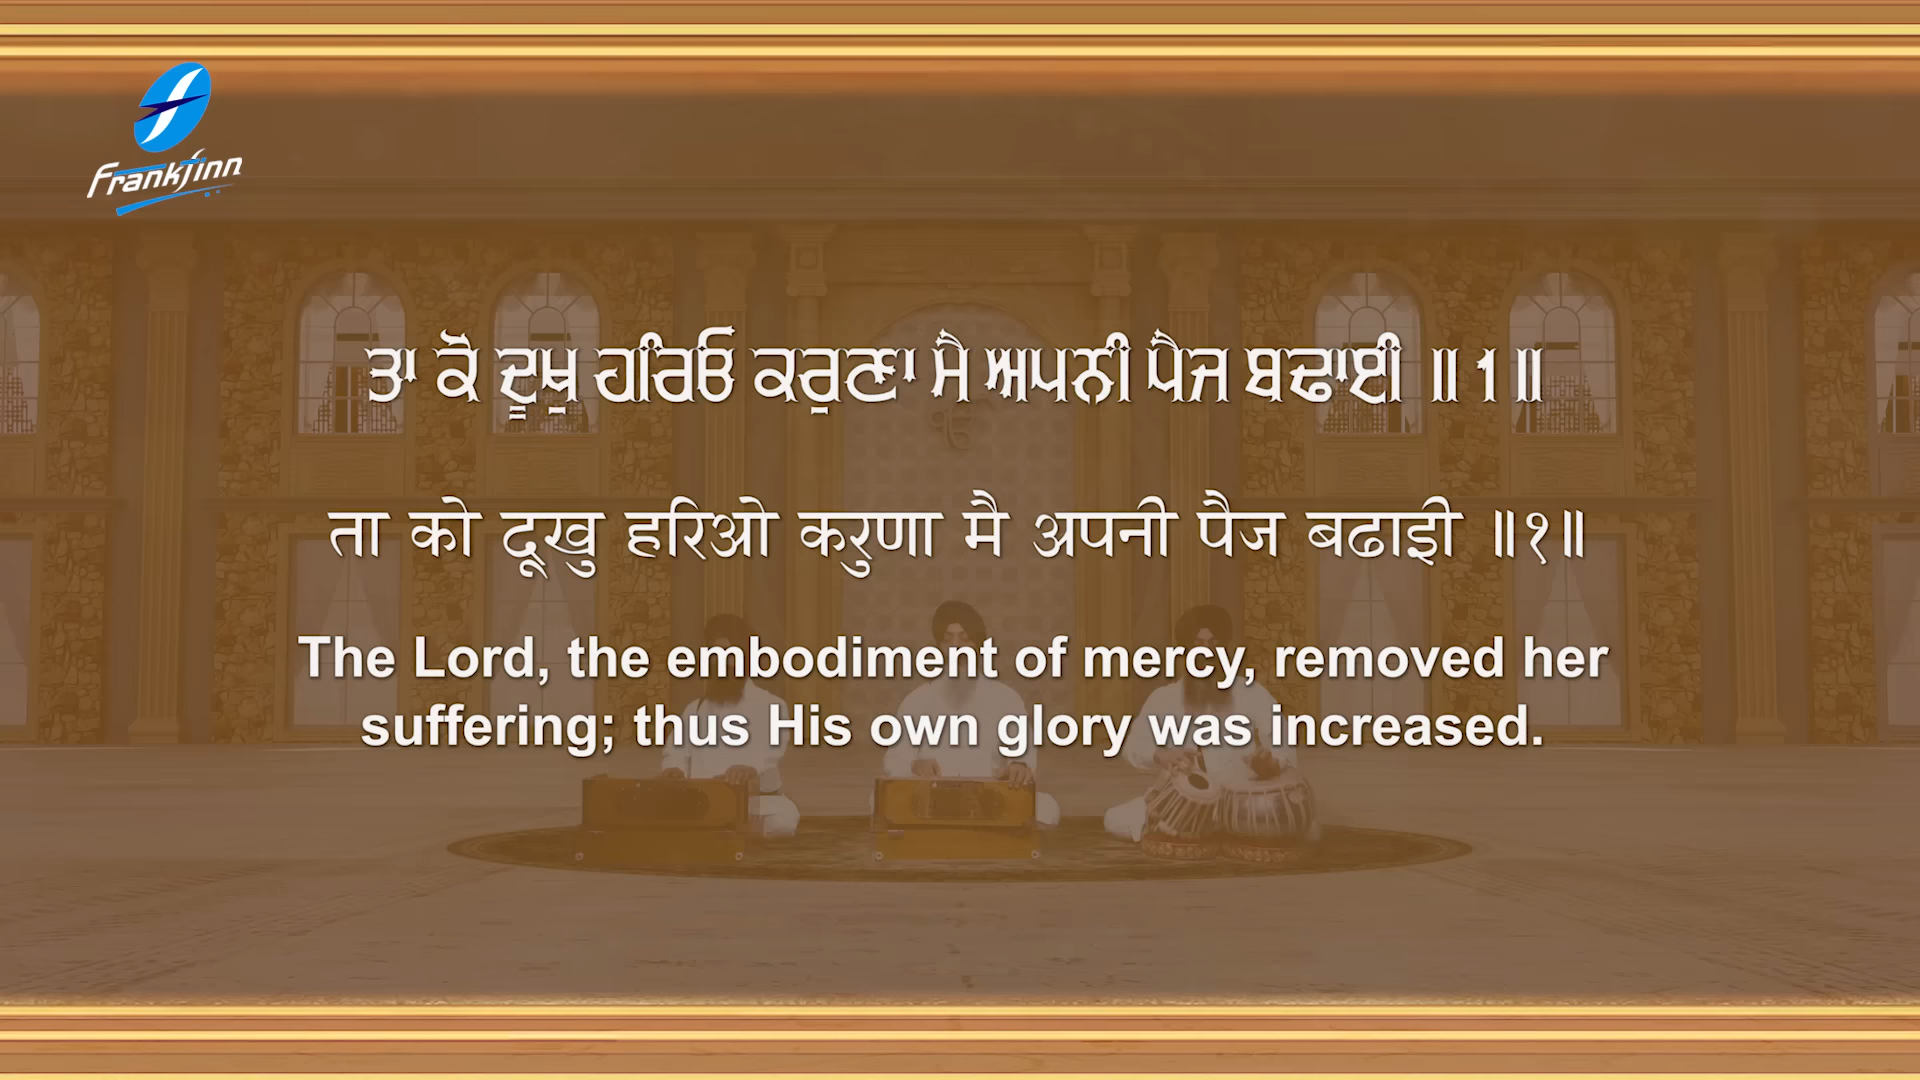 Frankfinn
ਤਾ ਕੋ ਦੂਖੁ ਹਰਿਓ ਕਰੁਣਾ ਮੈ ਅਪਨੀ ਪੈਜ ਬਢਾਈ ॥ 1 ॥
ता को दूखु हरिओ करुणा मै अपनी पैज बढाइी ॥१॥
The Lord, the embodiment of mercy, removed her
suffering; thus His own glory was increased.